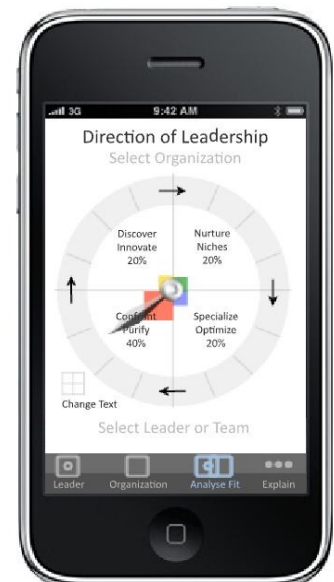 3G 9:42 AM
Direction of Leadership
Select Organization
Discover
Innovate
20%
Nurture
Niches
20%
Confront
Purify
40%
Specialize
Optimize
20%
Change Text
Select Leader or Team
Leader Organization Analyse Fit Explain